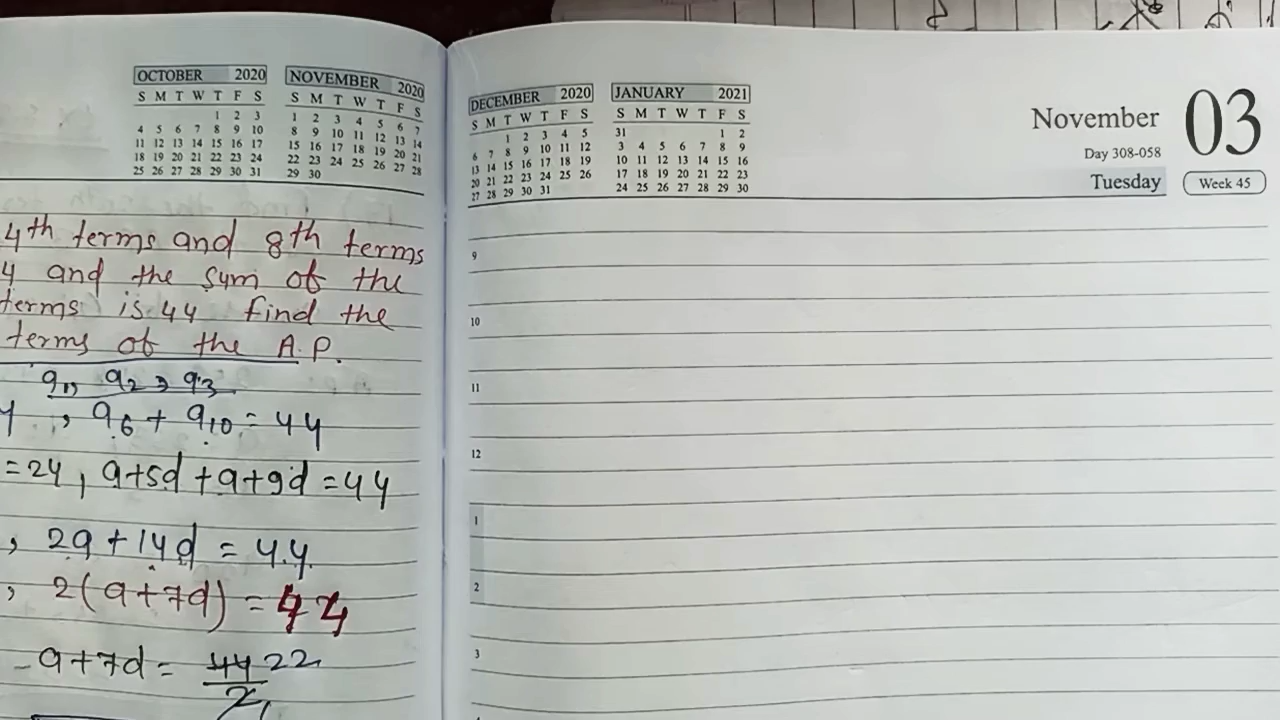 OCTOBER 2020
S M T W T F S
1 2 3
4 5 6 7 8 9 10
11 12 13 14 15 16 17
18 19 20 21 22 23 24
25 26 27 28 29 30 31
NOVEMBER 2020
S M T W T F S
1 2 3 4 5 6 7
8 9 10 11 12 13 14
15 16 17 18 19 20 21
22 23 24 25 26 27 28
29 30
4th terms and 8th terms
4 and the sum of the
terms is 44 find the
terms of the A.P.
a1, a2, a3
4 , a6 + a10 = 44
=24, a+5d+a+9d=44
, 2a+14d = 44
, 2(a+7d) = 44
-a+7d= 44/2 22
DECEMBER 2020
S M T W T F S
1 2 3 4 5
6 7 8 9 10 11 12
13 14 15 16 17 18 19
20 21 22 23 24 25 26
27 28 29 30 31
JANUARY 2021
S M T W T F S
31 1 2
3 4 5 6 7 8 9
10 11 12 13 14 15 16
17 18 19 20 21 22 23
24 25 26 27 28 29 30
November 03
Day 308-058
Tuesday Week 45
9
10
11
12
1
2
3